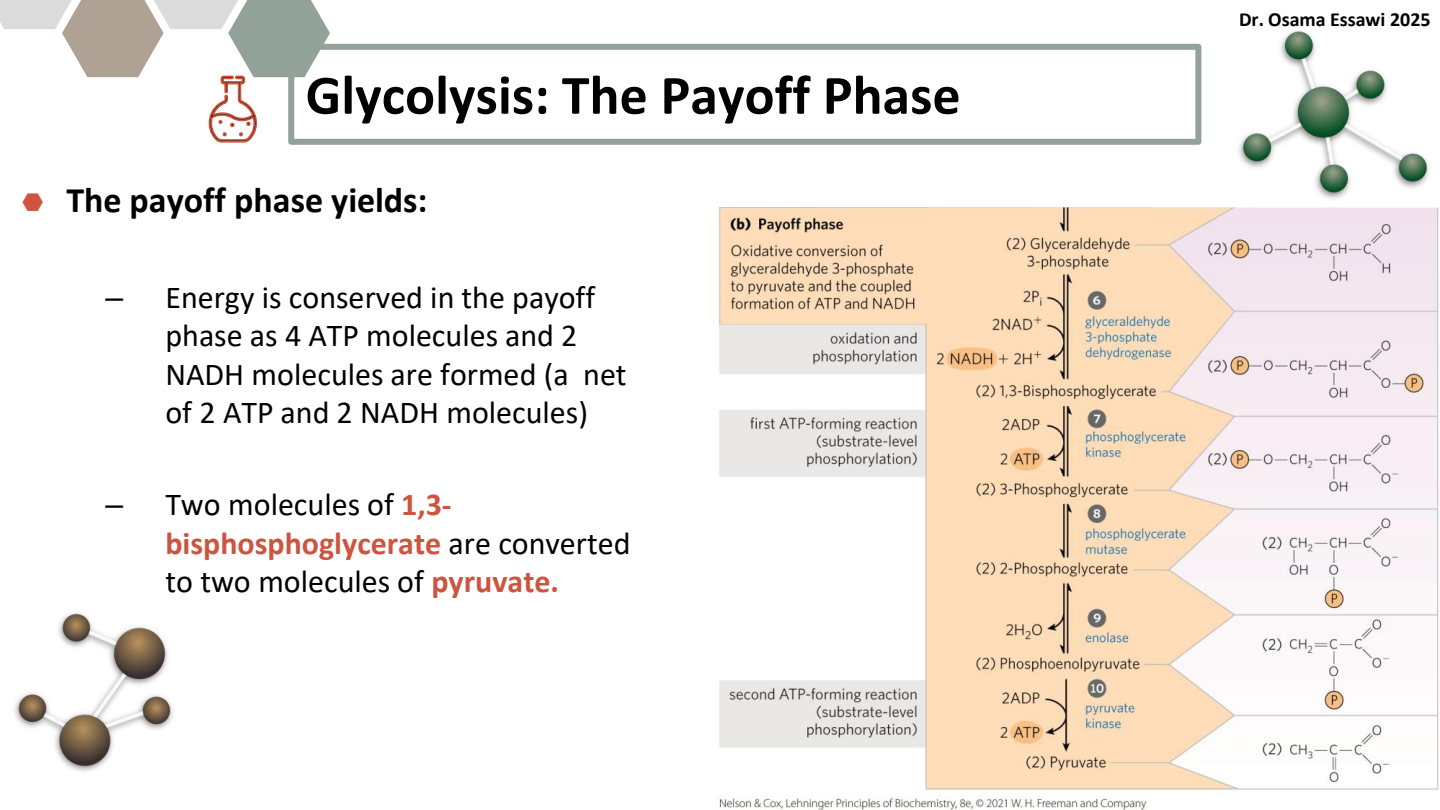 Dr. Osama Essawi 2025
Glycolysis: The Payoff Phase
The payoff phase yields:
– Energy is conserved in the payoff
phase as 4 ATP molecules and 2
NADH molecules are formed (a  net
of 2 ATP and 2 NADH molecules)
– Two molecules of 1,3-
bisphosphoglycerate are converted
to two molecules of pyruvate.
(b) Payoff phase
Oxidative conversion of
glyceraldehyde 3-phosphate
to pyruvate and the coupled
formation of ATP and NADH
(2) Glyceraldehyde
3-phosphate
2Pᵢ
2NAD⁺
2 NADH + 2H⁺
6
glyceraldehyde
3-phosphate
dehydrogenase
oxidation and
phosphorylation
(2) 1,3-Bisphosphoglycerate
first ATP-forming reaction
(substrate-level
phosphorylation)
2ADP
2 ATP
7
phosphoglycerate
kinase
(2) 3-Phosphoglycerate
8
phosphoglycerate
mutase
(2) 2-Phosphoglycerate
2H₂O
9
enolase
(2) Phosphoenolpyruvate
second ATP-forming reaction
(substrate-level
phosphorylation)
2ADP
2 ATP
10
pyruvate
kinase
(2) Pyruvate
O
(2) P—O—CH₂—CH—C
OH H
O
(2) P—O—CH₂—CH—C
OH O—P
O
(2) P—O—CH₂—CH—C
OH O⁻
O
(2) CH₂—CH—C
OH O O⁻
P
O
(2) CH₂=C—C
O O⁻
P
O
(2) CH₃—C—C
O O⁻
Nelson & Cox, Lehninger Principles of Biochemistry, 8e, © 2021 W. H. Freeman and Company